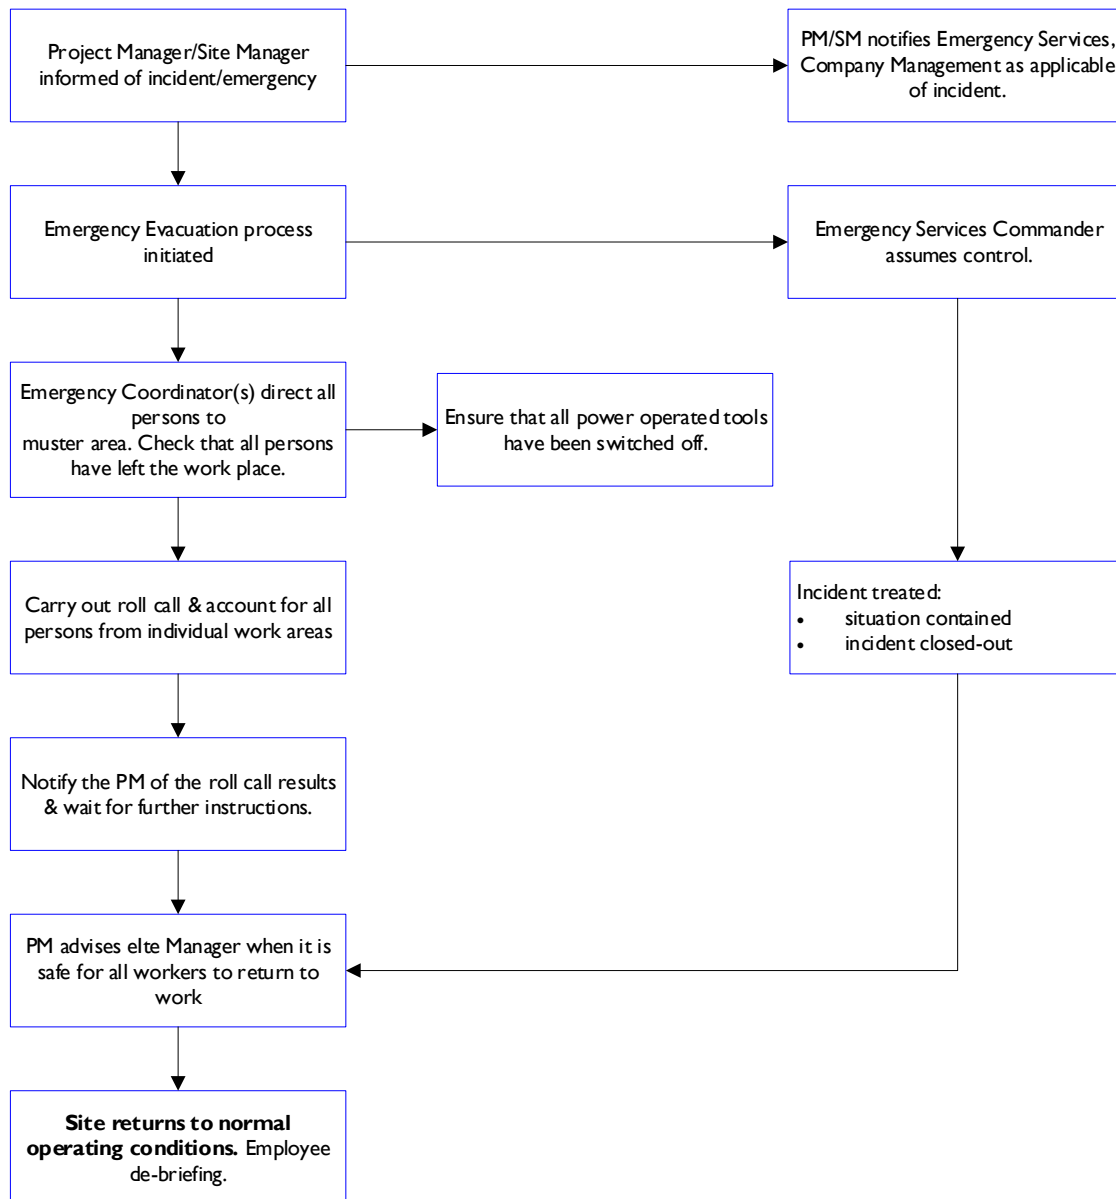 Project Manager/Site Manager
informed of incident/emergency
PM/SM notifies Emergency Services,
Company Management as applicable
of incident.
Emergency Evacuation process
initiated
Emergency Services Commander
assumes control.
Emergency Coordinator(s) direct all
persons to
muster area. Check that all persons
have left the work place.
Ensure that all power operated tools
have been switched off.
Carry out roll call & account for all
persons from individual work areas
Incident treated:
• situation contained
• incident closed-out
Notify the PM of the roll call results
& wait for further instructions.
PM advises elte Manager when it is
safe for all workers to return to
work
Site returns to normal
operating conditions. Employee
de-briefing.